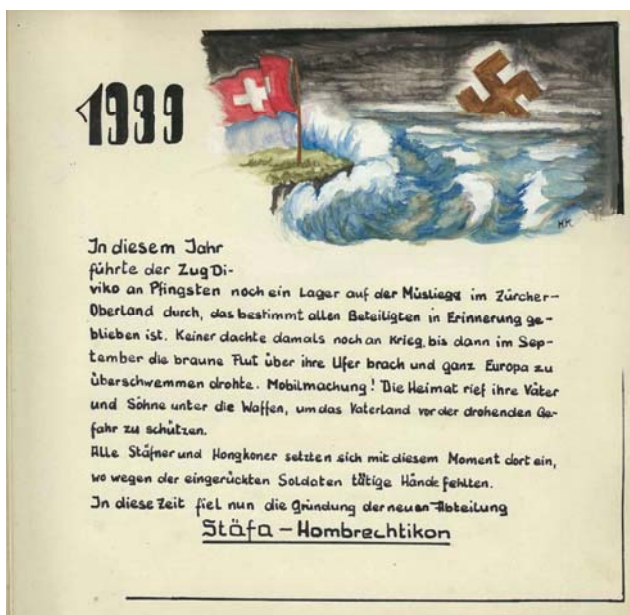 1939
HK
In diesem Jahr
führte der Zug Di-
viko an Pfingsten noch ein Lager auf der Müsliegg im Zürcher-
Oberland durch, das bestimmt allen Beteiligten in Erinnerung ge-
blieben ist. Keiner dachte damals noch an Krieg, bis dann im Sep-
tember die braune Flut über ihre Ufer brach und ganz Europa zu
überschwemmen drohte. Mobilmachung! Die Heimat rief ihre Väter
und Söhne unter die Waffen, um das Vaterland vor der drohenden Ge-
fahr zu schützen.
Alle Stäfner und Hongkoner setzten sich mit diesem Moment dort ein,
wo wegen der eingerückten Soldaten tätige Hände fehlten.
In diese Zeit fiel nun die Gründung der neuen Abteilung
Stäfa – Hombrechtikon